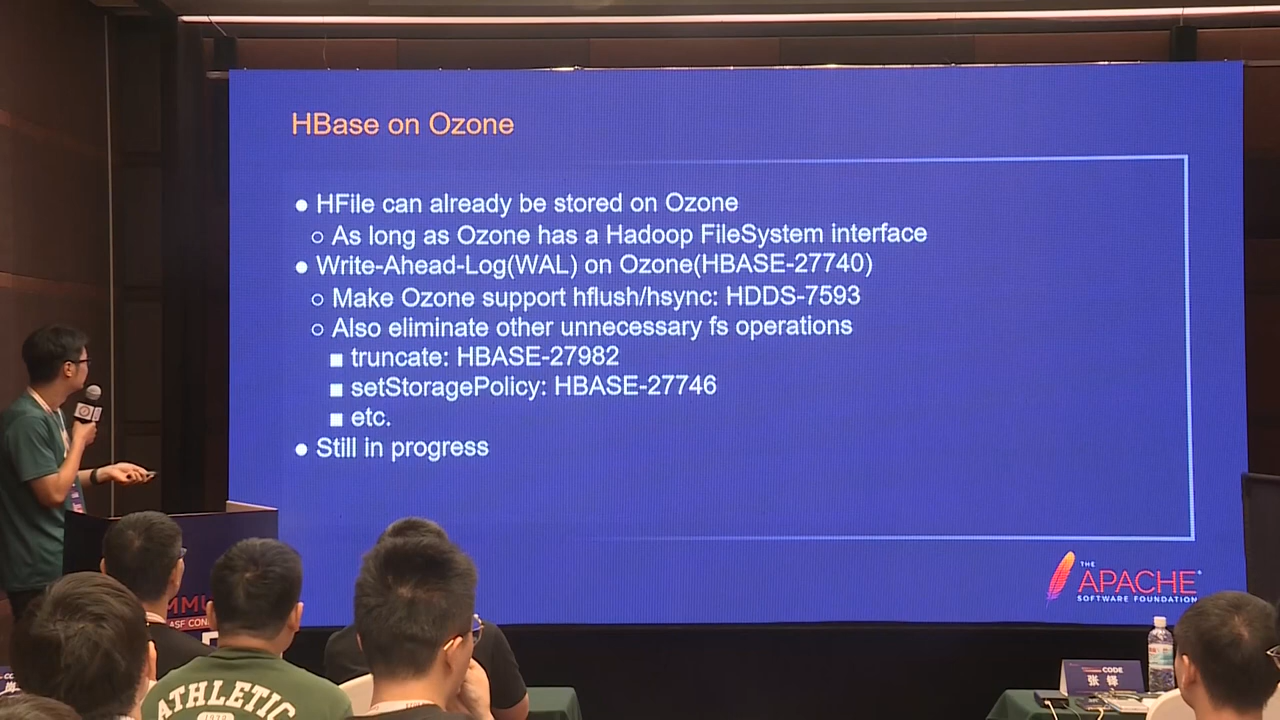 HBase on Ozone
● HFile can already be stored on Ozone
○ As long as Ozone has a Hadoop FileSystem interface
● Write-Ahead-Log(WAL) on Ozone(HBASE-27740)
○ Make Ozone support hflush/hsync: HDDS-7593
○ Also eliminate other unnecessary fs operations
■ truncate: HBASE-27982
■ setStoragePolicy: HBASE-27746
■ etc.
● Still in progress
THE
APACHE
SOFTWARE FOUNDATION
ATHLETIC
CODE
张铎